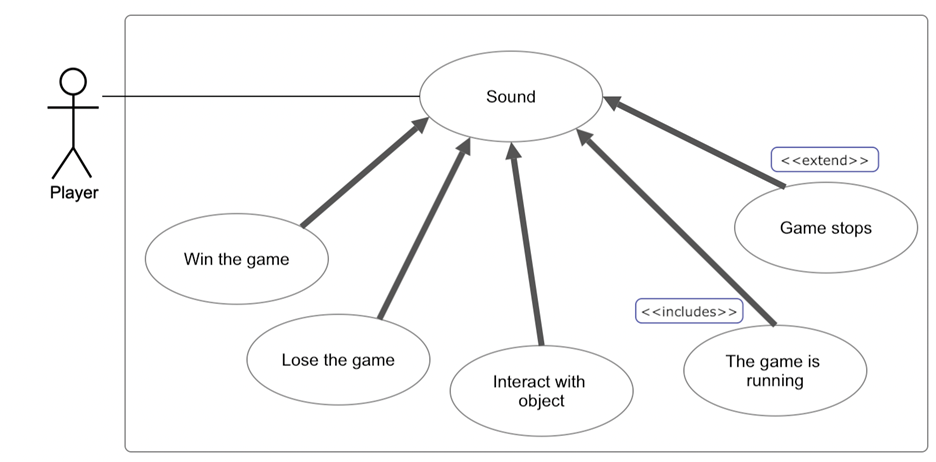 Sound
<<extend>>
Player
Game stops
Win the game
<<includes>>
Lose the game
The game is
running
Interact with
object